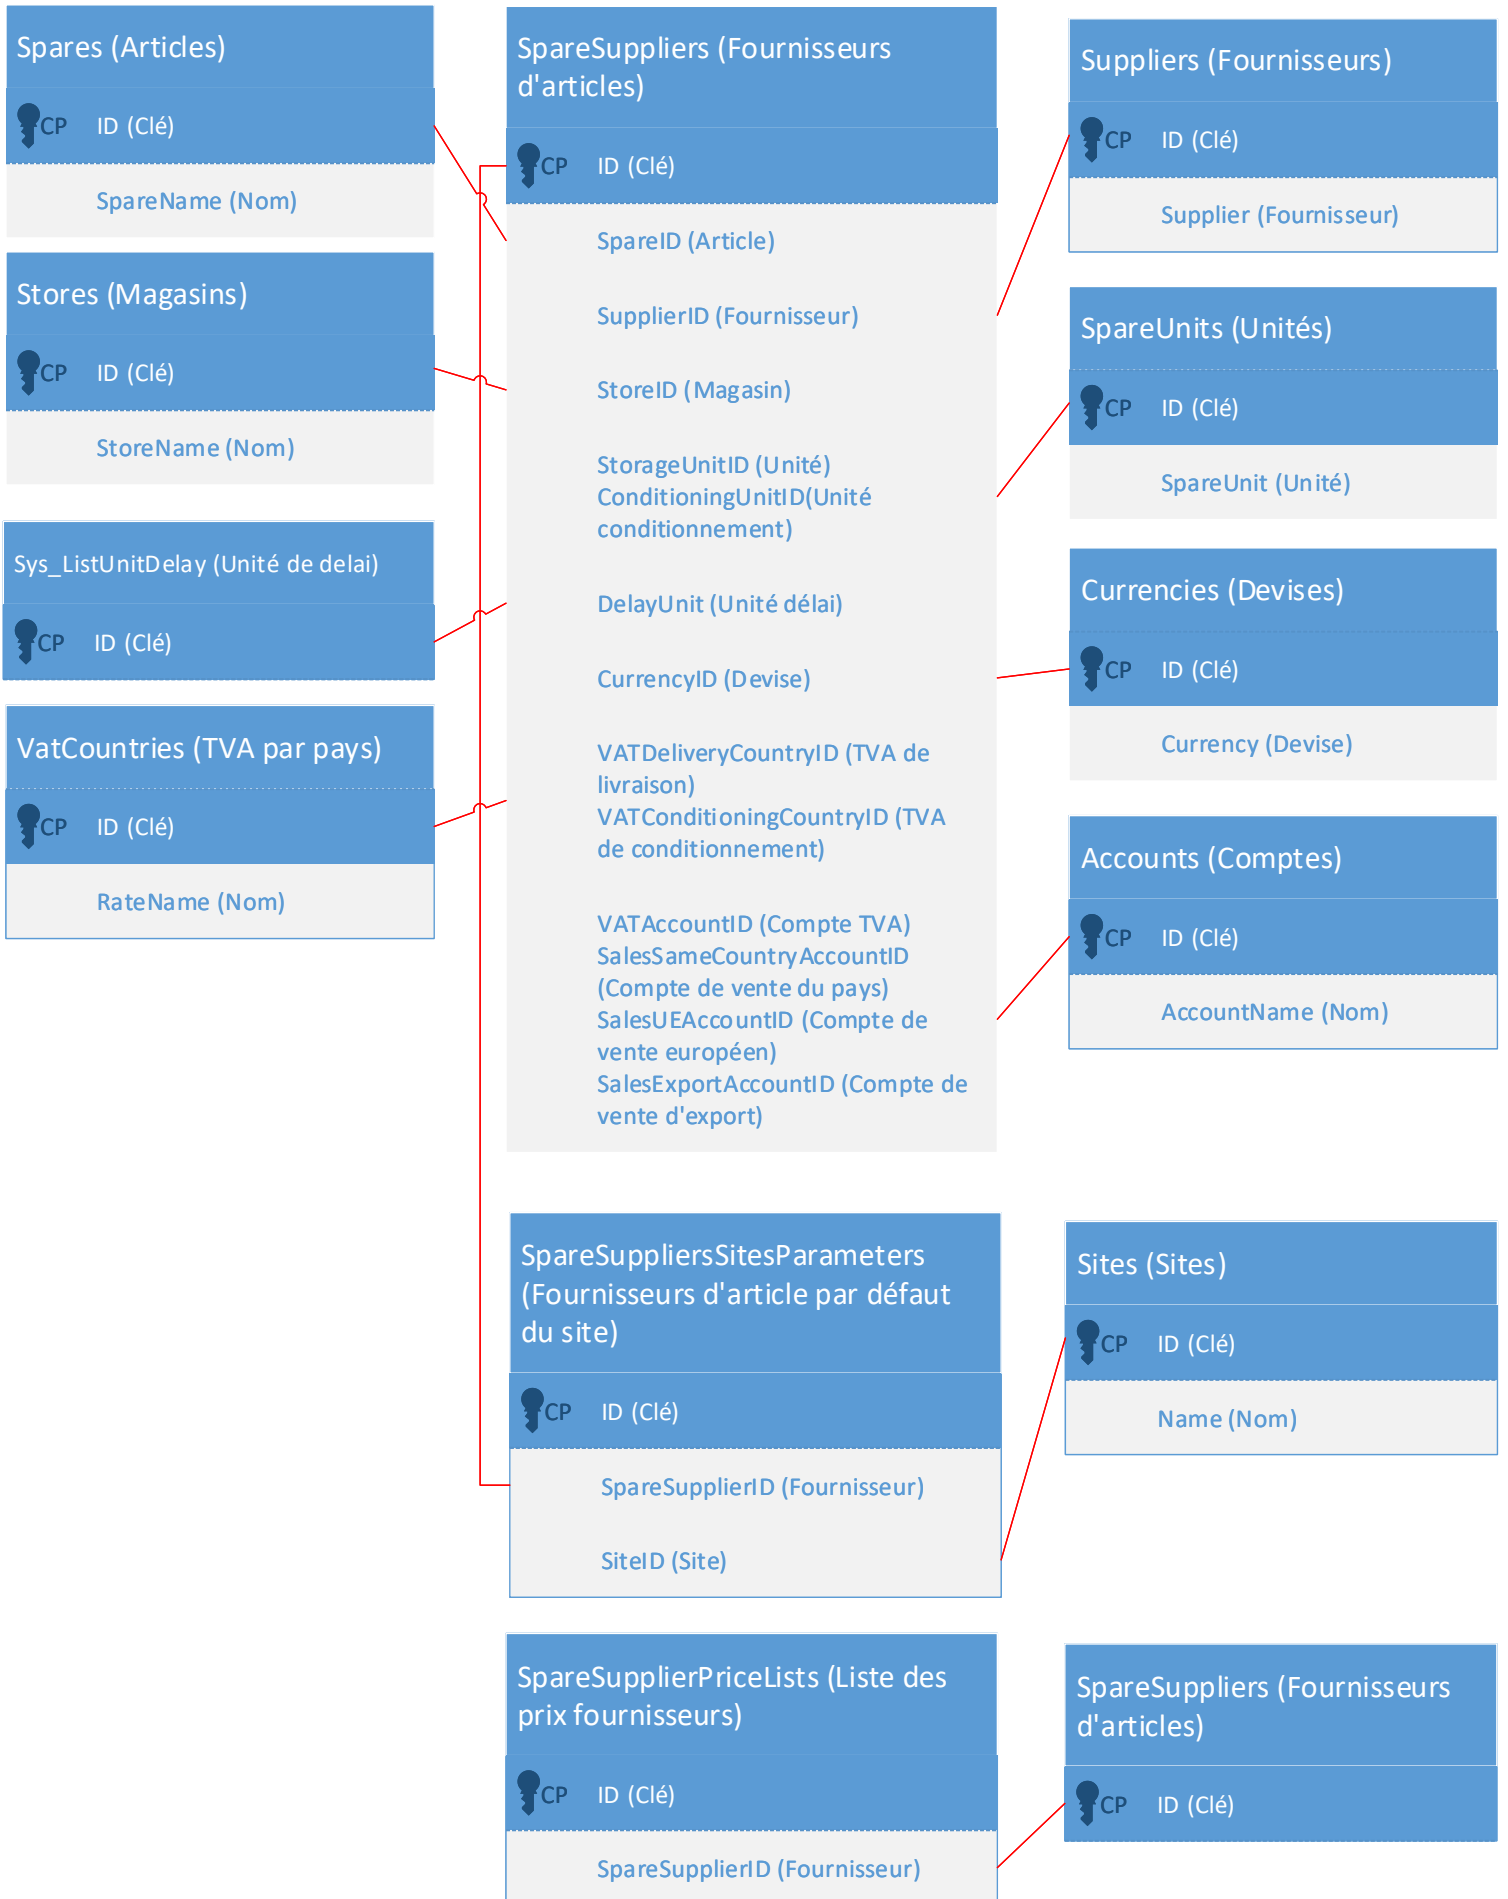 Spares (Articles)
CP ID (Clé)
SpareName (Nom)
Stores (Magasins)
CP ID (Clé)
StoreName (Nom)
Sys_ListUnitDelay (Unité de delai)
CP ID (Clé)
VatCountries (TVA par pays)
CP ID (Clé)
RateName (Nom)
SpareSuppliers (Fournisseurs
d'articles)
CP ID (Clé)
SpareID (Article)
SupplierID (Fournisseur)
StoreID (Magasin)
StorageUnitID (Unité)
ConditioningUnitID(Unité
conditionnement)
DelayUnit (Unité délai)
CurrencyID (Devise)
VATDeliveryCountryID (TVA de
livraison)
VATConditioningCountryID (TVA
de conditionnement)
VATAccountID (Compte TVA)
SalesSameCountryAccountID
(Compte de vente du pays)
SalesUEAccountID (Compte de
vente européen)
SalesExportAccountID (Compte de
vente d'export)
Suppliers (Fournisseurs)
CP ID (Clé)
Supplier (Fournisseur)
SpareUnits (Unités)
CP ID (Clé)
SpareUnit (Unité)
Currencies (Devises)
CP ID (Clé)
Currency (Devise)
Accounts (Comptes)
CP ID (Clé)
AccountName (Nom)
SpareSuppliersSitesParameters
(Fournisseurs d'article par défaut
du site)
CP ID (Clé)
SpareSupplierID (Fournisseur)
SiteID (Site)
Sites (Sites)
CP ID (Clé)
Name (Nom)
SpareSupplierPriceLists (Liste des
prix fournisseurs)
CP ID (Clé)
SpareSupplierID (Fournisseur)
SpareSuppliers (Fournisseurs
d'articles)
CP ID (Clé)